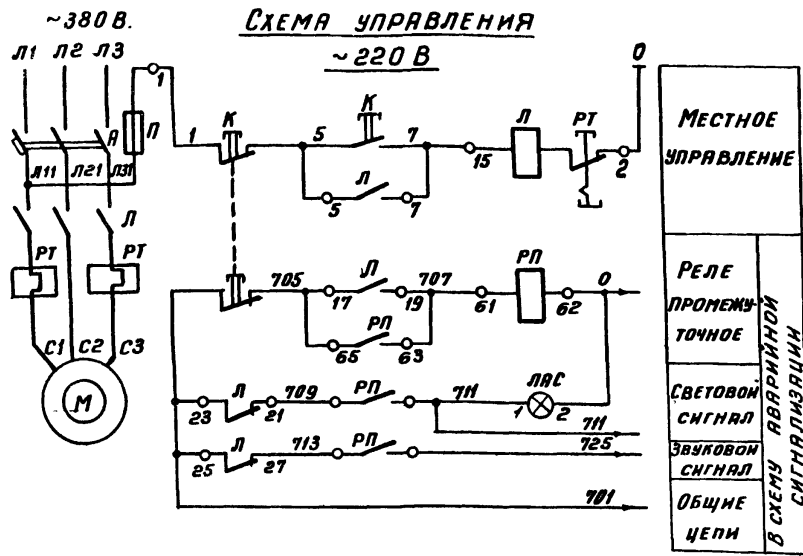 ~380 В.
СХЕМА УПРАВЛЕНИЯ
~220 В
Л1 Л2 Л3
1
0
П
А
К
К
1
5
7
Л
РТ
15
2
Л11 Л21 Л31
Л
5
7
Л
РТ
РТ
705
Л
707
РП
0
17
19
61
62
РП
65
63
С1 С2 С3
М
Л
709
РП
711
ЛАС
23
21
1
2
711
Л
713
РП
725
25
27
701
МЕСТНОЕ
УПРАВЛЕНИЕ
РЕЛЕ
ПРОМЕЖУ-
ТОЧНОЕ
СВЕТОВОЙ
СИГНАЛ
ЗВУКОВОЙ
СИГНАЛ
ОБЩИЕ
ЦЕПИ
В СХЕМУ АВАРИЙНОЙ
СИГНАЛИЗАЦИИ